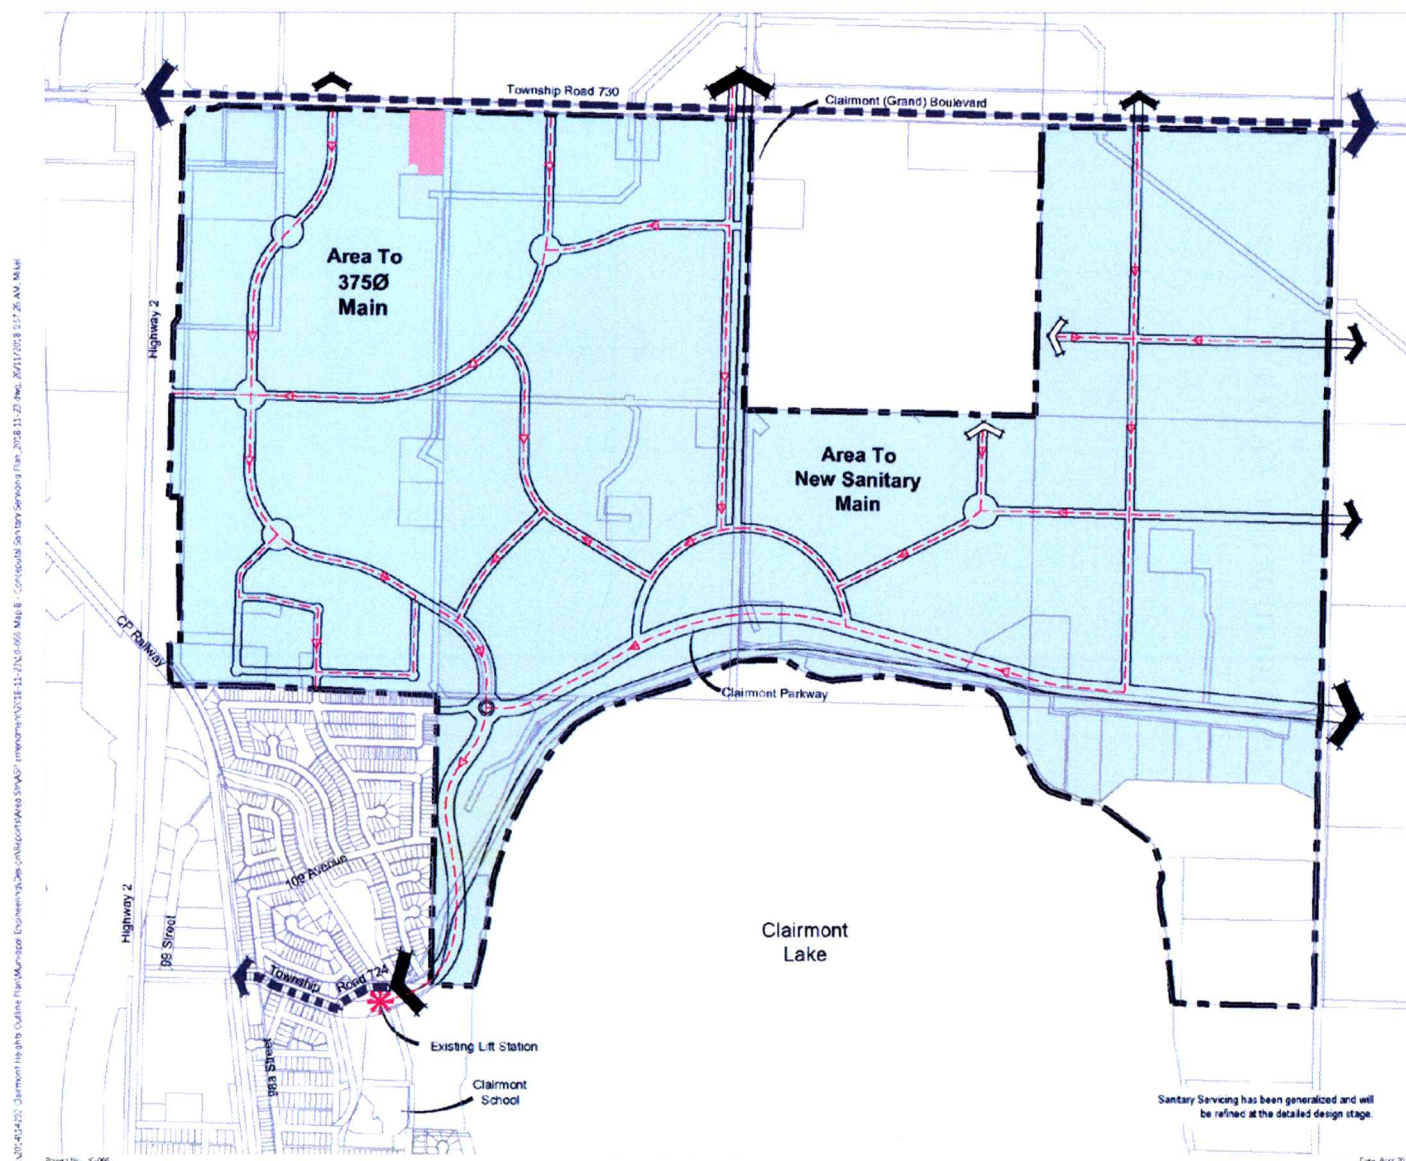 Township Road 730
Clairmont (Grand) Boulevard
Area To
375Ø
Main
Highway 2
Area To
New Sanitary
Main
CP Railway
Clairmont Parkway
109 Avenue
Highway 2
99 Street
Clairmont
Lake
Township Road 724
Existing Lift Station
98a Street
Clairmont
School
Sanitary Servicing has been generalized and will
be refined at the detailed design stage.